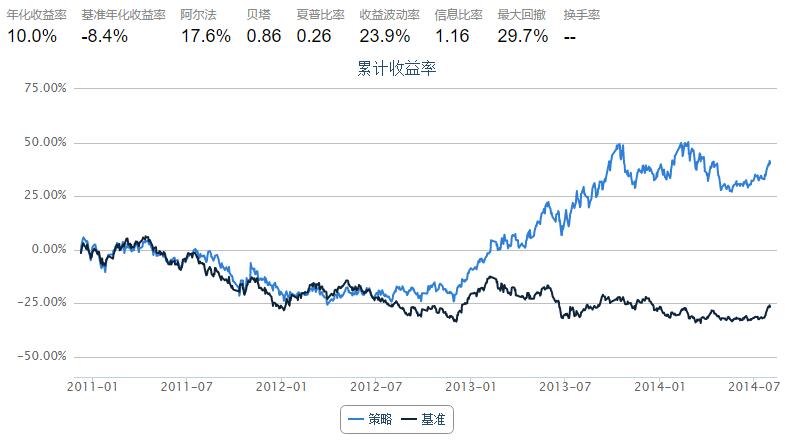 年化收益率 基准年化收益率 阿尔法 贝塔 夏普比率 收益波动率 信息比率 最大回撤 换手率
10.0% -8.4% 17.6% 0.86 0.26 23.9% 1.16 29.7% --
累计收益率
75.00%
50.00%
25.00%
0.00%
-25.00%
-50.00%
2011-01 2011-07 2012-01 2012-07 2013-01 2013-07 2014-01 2014-07
策略 基准